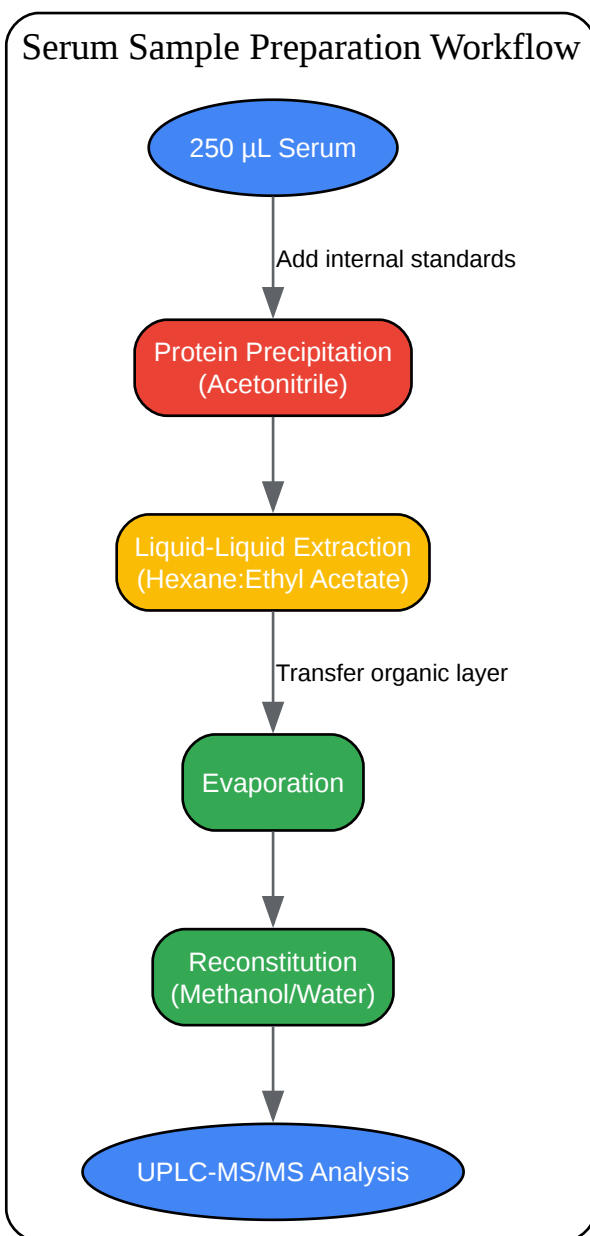 Serum Sample Preparation Workflow
250 µL Serum
Add internal standards
Protein Precipitation
(Acetonitrile)
Liquid-Liquid Extraction
(Hexane:Ethyl Acetate)
Transfer organic layer
Evaporation
Reconstitution
(Methanol/Water)
UPLC-MS/MS Analysis